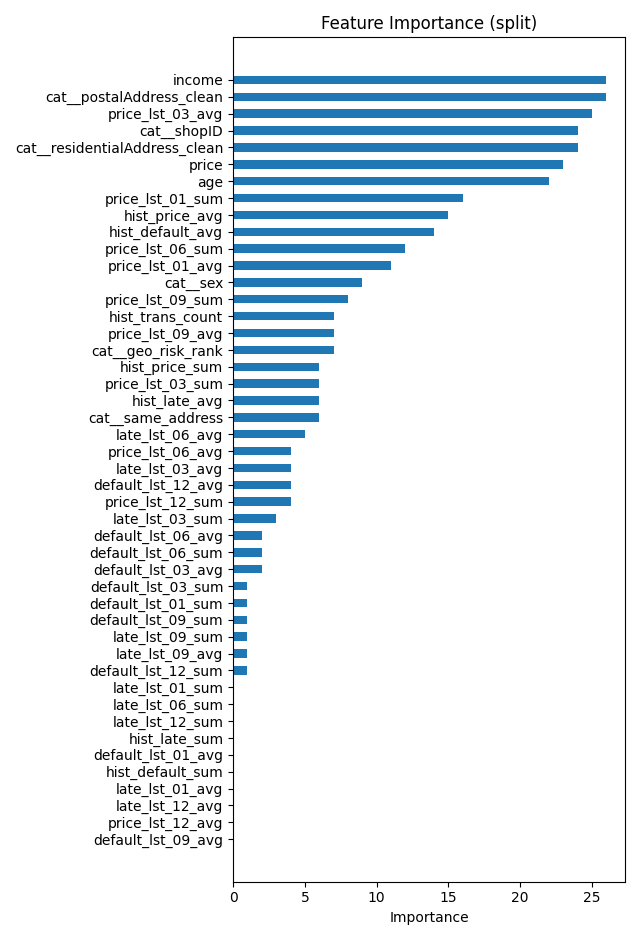 Feature Importance (split)
income
cat__postalAddress_clean
price_lst_03_avg
cat__shopID
cat__residentialAddress_clean
price
age
price_lst_01_sum
hist_price_avg
hist_default_avg
price_lst_06_sum
price_lst_01_avg
cat__sex
price_lst_09_sum
hist_trans_count
price_lst_09_avg
cat__geo_risk_rank
hist_price_sum
price_lst_03_sum
hist_late_avg
cat__same_address
late_lst_06_avg
price_lst_06_avg
late_lst_03_avg
default_lst_12_avg
price_lst_12_sum
late_lst_03_sum
default_lst_06_avg
default_lst_06_sum
default_lst_03_avg
default_lst_03_sum
default_lst_01_sum
default_lst_09_sum
late_lst_09_sum
late_lst_09_avg
default_lst_12_sum
late_lst_01_sum
late_lst_06_sum
late_lst_12_sum
hist_late_sum
default_lst_01_avg
hist_default_sum
late_lst_01_avg
late_lst_12_avg
price_lst_12_avg
default_lst_09_avg
0 5 10 15 20 25
Importance